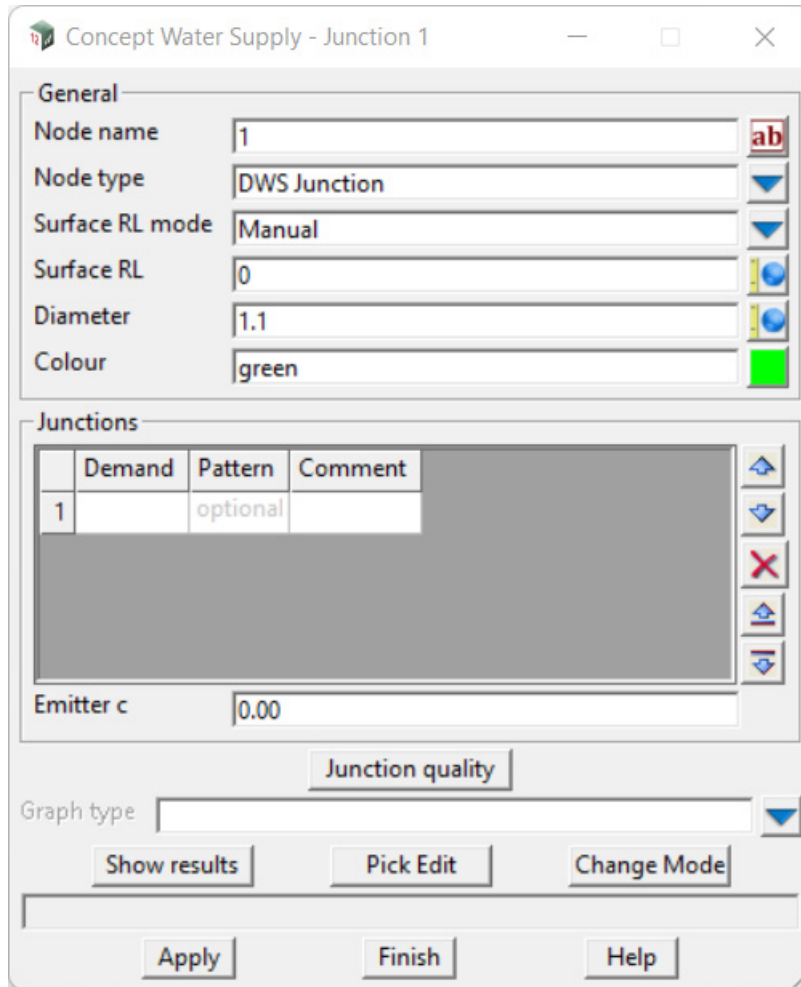 Concept Water Supply - Junction 1
General
Node name 1 ab
Node type DWS Junction
Surface RL mode Manual
Surface RL 0
Diameter 1.1
Colour green
Junctions
Demand Pattern Comment
1 optional
Emitter c 0.00
Junction quality
Graph type
Show results Pick Edit Change Mode
Apply Finish Help